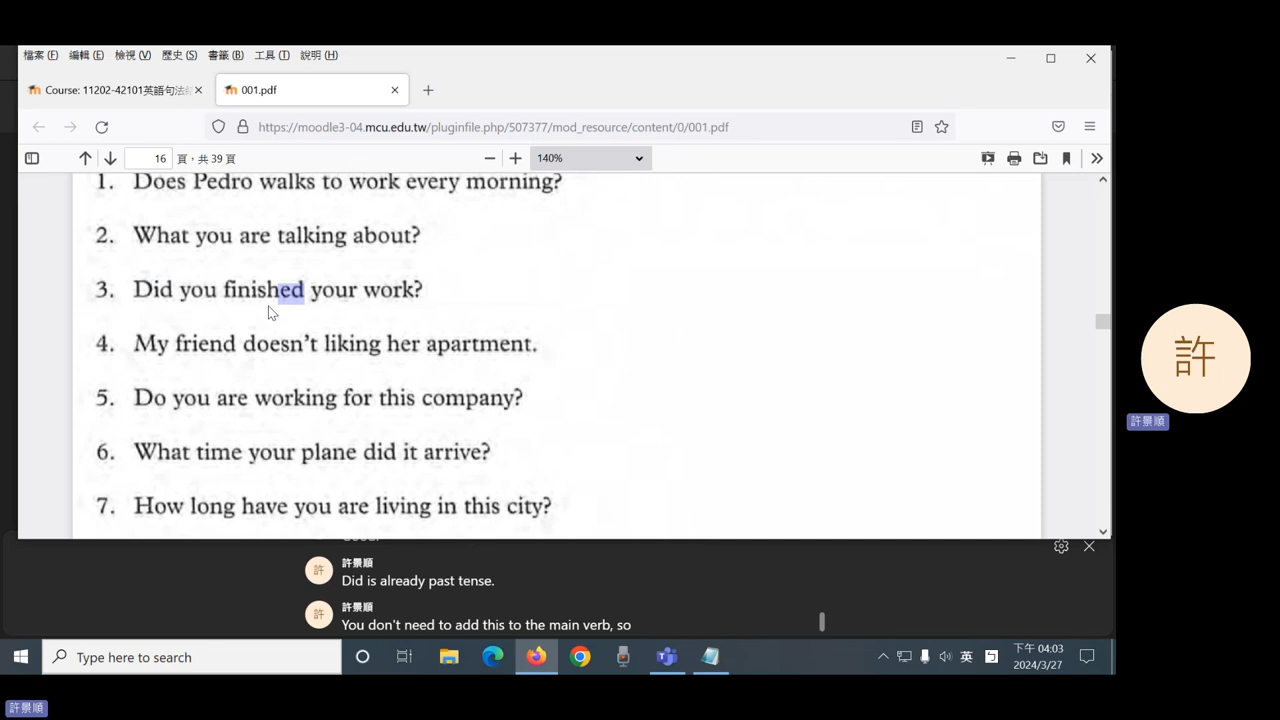 檔案 (F) 編輯 (E) 檢視 (V) 歷史 (S) 書籤 (B) 工具 (T) 說明 (H)
Course: 11202-42101英語句法 001.pdf
https://moodle3-04.mcu.edu.tw/pluginfile.php/507377/mod_resource/content/0/001.pdf
16 頁，共 39 頁 140%
1. Does Pedro walks to work every morning?
2. What you are talking about?
3. Did you finished your work?
4. My friend doesn't liking her apartment.
5. Do you are working for this company?
6. What time your plane did it arrive?
7. How long have you are living in this city?
許
許景順
許景順
許 Did is already past tense.
許景順
許 You don't need to add this to the main verb, so
Type here to search
英
下午 04:03
2024/3/27
許景順